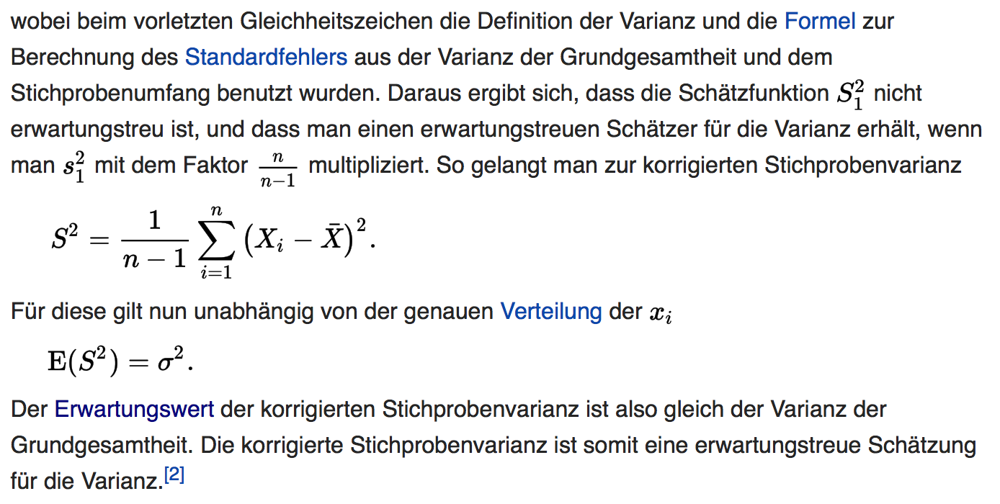 wobei beim vorletzten Gleichheitszeichen die Definition der Varianz und die Formel zur
Berechnung des Standardfehlers aus der Varianz der Grundgesamtheit und dem
Stichprobenumfang benutzt wurden. Daraus ergibt sich, dass die Schätzfunktion $S_1^2$ nicht
erwartungstreu ist, und dass man einen erwartungstreuen Schätzer für die Varianz erhält, wenn
man $s_1^2$ mit dem Faktor $\frac{n}{n-1}$ multipliziert. So gelangt man zur korrigierten Stichprobenvarianz
$S^2 = \frac{1}{n-1} \sum_{i=1}^{n} (X_i - \bar{X})^2.$
Für diese gilt nun unabhängig von der genauen Verteilung der $x_i$
$\mathrm{E}(S^2) = \sigma^2.$
Der Erwartungswert der korrigierten Stichprobenvarianz ist also gleich der Varianz der
Grundgesamtheit. Die korrigierte Stichprobenvarianz ist somit eine erwartungstreue Schätzung
für die Varianz.[2]